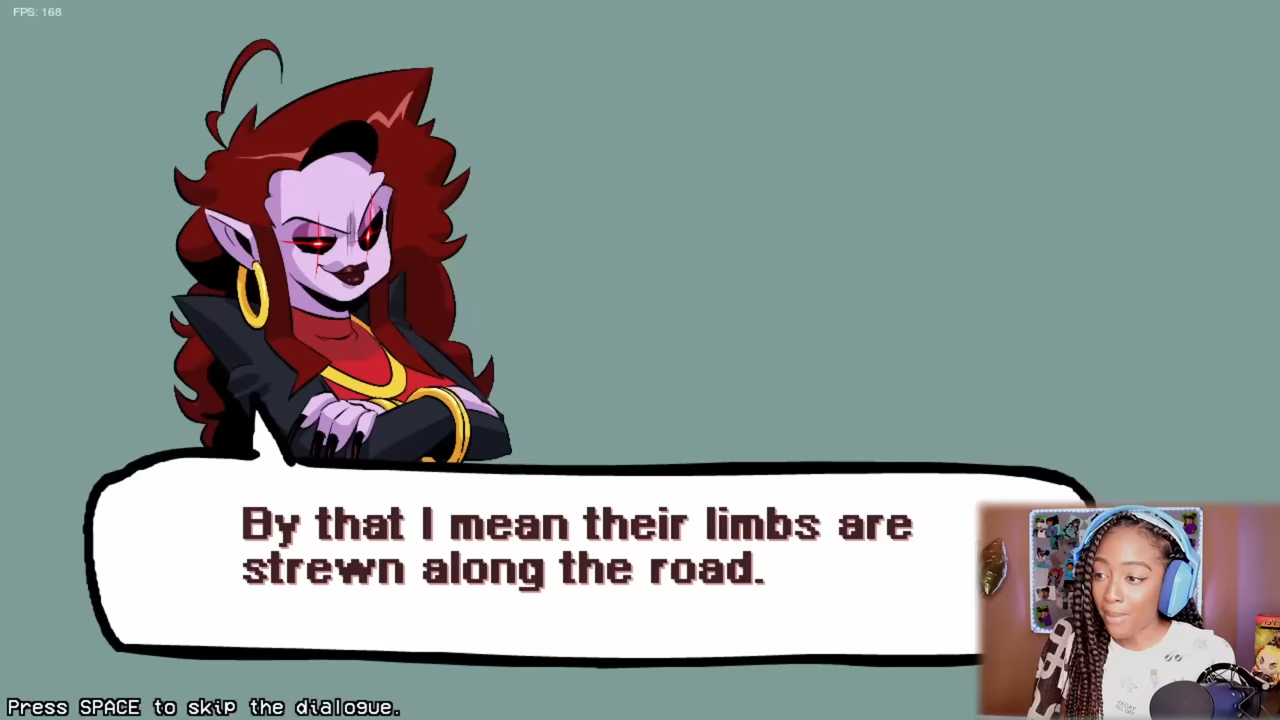 FPS: 168
By that I mean their limbs are
strewn along the road.
Press SPACE to skip the dialogue.